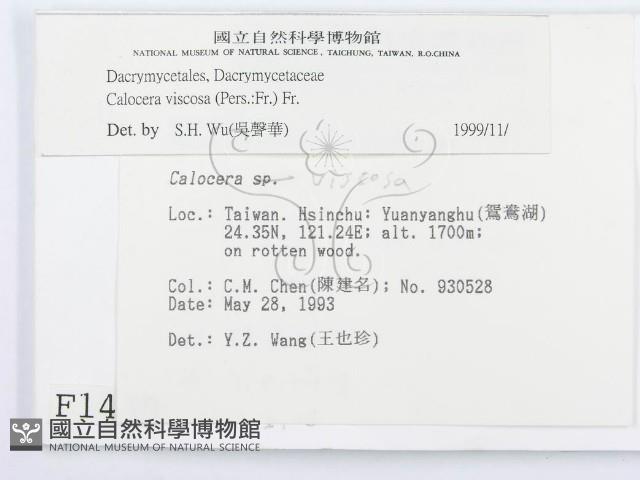 國立自然科學博物館
NATIONAL MUSEUM OF NATURAL SCIENCE, TAICHUNG, TAIWAN, R.O.CHINA
Dacrymycetales, Dacrymycetaceae
Calocera viscosa (Pers.:Fr.) Fr.
Det. by S.H. Wu(吳聲華) 1999/11/
Calocera sp. viscosa
Loc.: Taiwan. Hsinchu: Yuanyanghu(鴛鴦湖)
24.35N, 121.24E; alt. 1700m;
on rotten wood.
Col.: C.M. Chen(陳建名); No. 930528
Date: May 28, 1993
Det.: Y.Z. Wang(王也珍)
F14
國立自然科學博物館
NATIONAL MUSEUM OF NATURAL SCIENCE